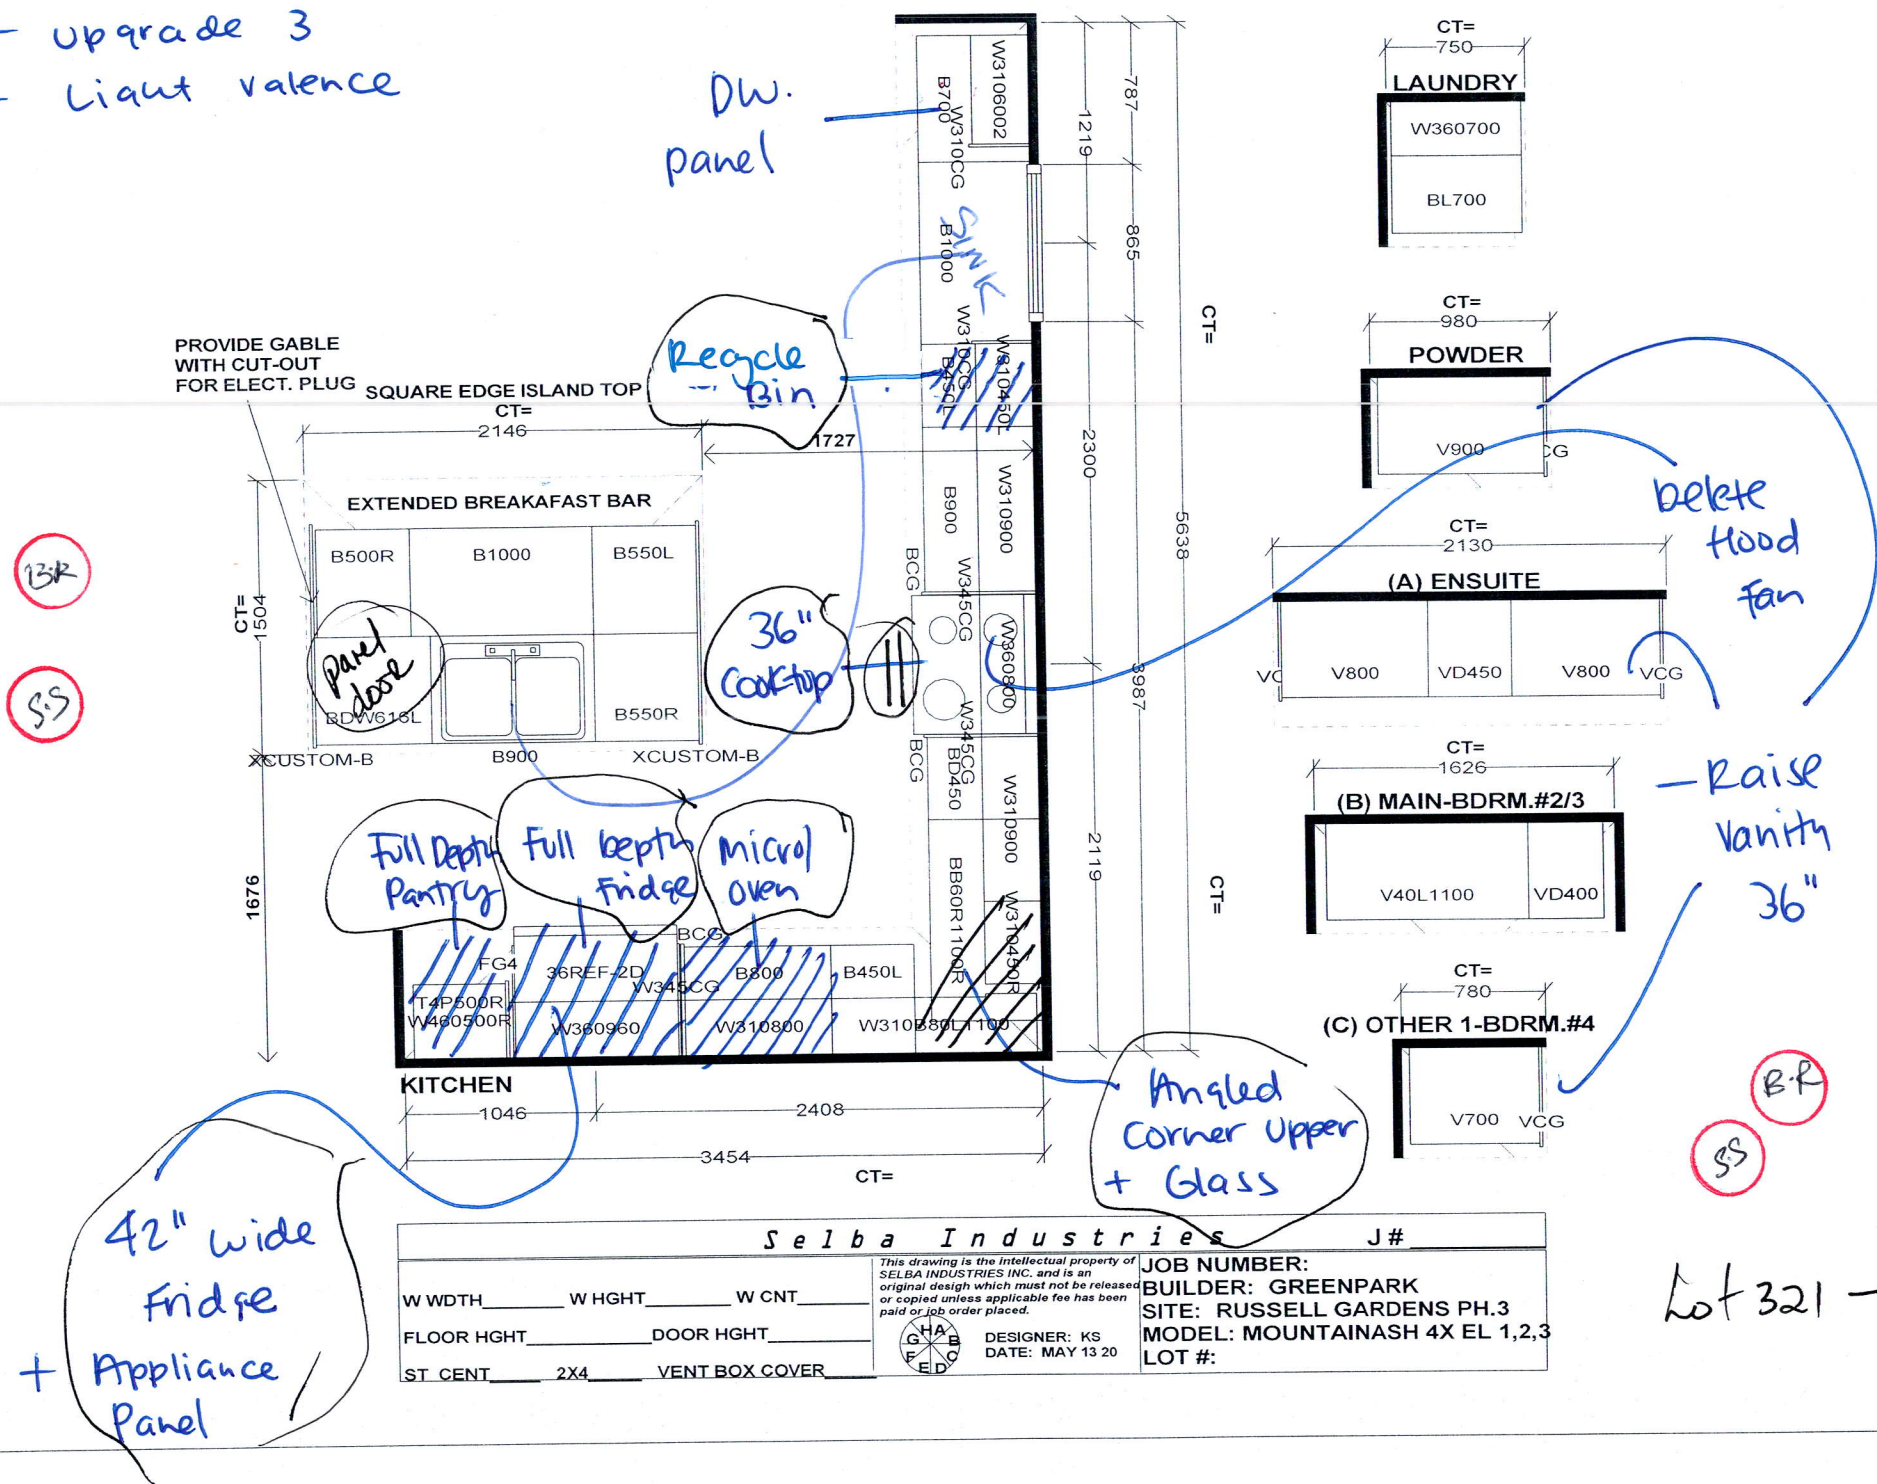 - upgrade 3
- Light valence
DW.
panel
B700
W3106002
W310CG
787
1219
SINK
B1000
865
CT=
W310CG
W310450L
B450L
Recycle
Bin
PROVIDE GABLE
WITH CUT-OUT
FOR ELECT. PLUG
SQUARE EDGE ISLAND TOP
CT=
2146
1727
2300
5638
EXTENDED BREAKAFAST BAR
B500R
B1000
B550L
B900
W310900
BCG
W345CG
CT=
1504
panel
door
BDW616L
B550R
XCUSTOM-B
B900
XCUSTOM-B
36"
Cooktop
W360800
BCG
W345CG
BD450
W310900
3987
2119
CT=
BB60R1100R
W310450R
1676
Full Depth
Pantry
Full Depth
Fridge
Micro/
oven
BCG
FG4
36REF-2D
W345CG
B800
B450L
T4P500R
W460500R
W360960
W310800
W310B80L1100
KITCHEN
1046
2408
3454
CT=
Angled
Corner Upper
+ Glass
42" wide
Fridge
+ Appliance
Panel
B.R
S.S
CT=
750
LAUNDRY
W360700
BL700
CT=
980
POWDER
V900
CG
Delete
Hood
Fan
CT=
2130
(A) ENSUITE
VC
V800
VD450
V800
VCG
CT=
1626
(B) MAIN-BDRM.#2/3
V40L1100
VD400
- Raise
Vanity
36"
CT=
780
(C) OTHER 1-BDRM.#4
V700
VCG
B.R
S.S
Lot 321 -
Selba Industries
J#
W WDTH
W HGHT
W CNT
FLOOR HGHT
DOOR HGHT
ST CENT
2X4
VENT BOX COVER
This drawing is the intellectual property of
SELBA INDUSTRIES INC. and is an
original desigh which must not be released
or copied unless applicable fee has been
paid or job order placed.
H A B C D E F G
DESIGNER: KS
DATE: MAY 13 20
JOB NUMBER:
BUILDER: GREENPARK
SITE: RUSSELL GARDENS PH.3
MODEL: MOUNTAINASH 4X EL 1,2,3
LOT #: